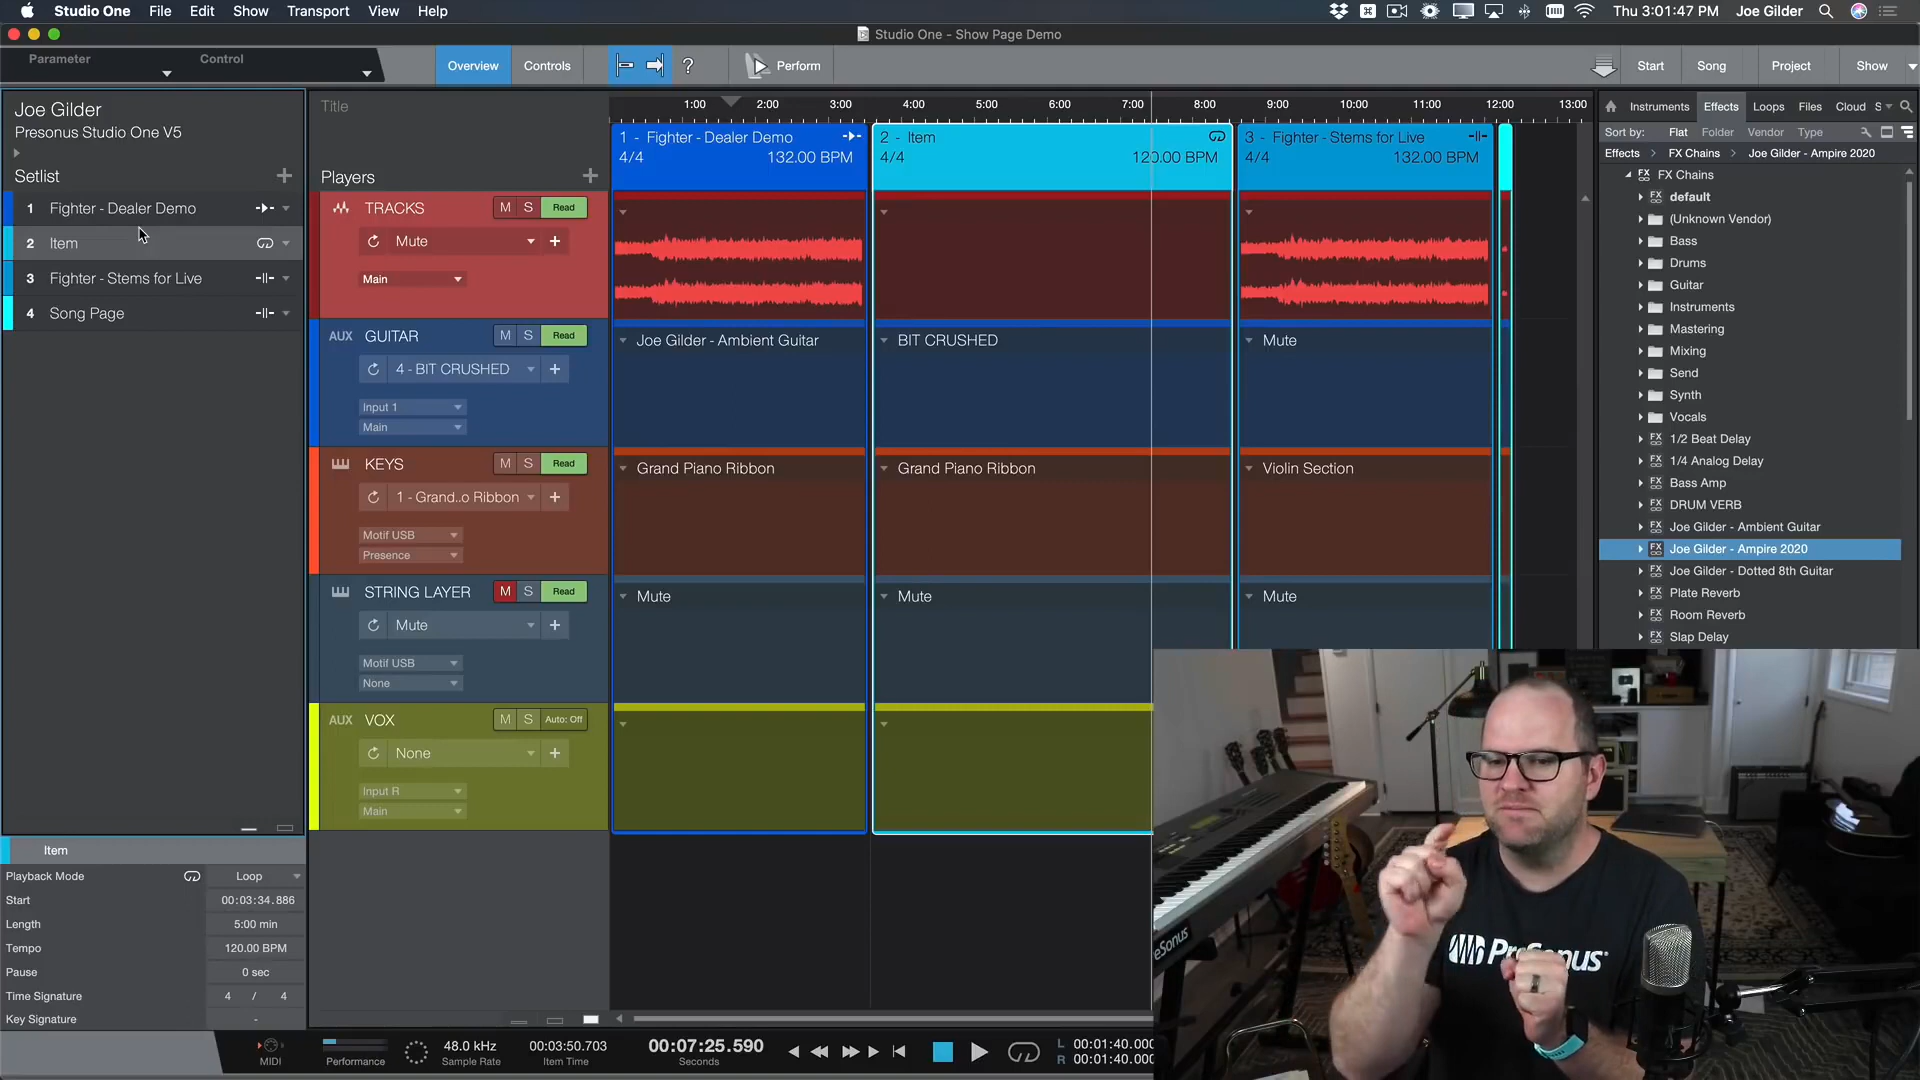 Studio One File Edit Show Transport View Help
Thu 3:01:47 PM Joe Gilder
Studio One - Show Page Demo
Parameter Control
Overview Controls ? Perform
Start Song Project Show
Joe Gilder
Presonus Studio One V5
Setlist
1 Fighter - Dealer Demo
2 Item
3 Fighter - Stems for Live
4 Song Page
Item
Playback Mode Loop
Start 00:03:34.886
Length 5:00 min
Tempo 120.00 BPM
Pause 0 sec
Time Signature 4 / 4
Key Signature -
Title
Players
TRACKS M S Read
Mute
Main
AUX GUITAR M S Read
4 - BIT CRUSHED
Input 1
Main
KEYS M S Read
1 - Grand..o Ribbon
Motif USB
Presence
STRING LAYER M S Read
Mute
Motif USB
None
AUX VOX M S Auto: Off
None
Input R
Main
1:00 2:00 3:00 4:00 5:00 6:00 7:00 8:00 9:00 10:00 11:00 12:00 13:00
1 - Fighter - Dealer Demo
4/4 132.00 BPM
2 - Item
4/4 120.00 BPM
3 - Fighter - Stems for Live
4/4 132.00 BPM
Joe Gilder - Ambient Guitar BIT CRUSHED Mute
Grand Piano Ribbon Grand Piano Ribbon Violin Section
Mute Mute Mute
Instruments Effects Loops Files Cloud S
Sort by: Flat Folder Vendor Type
Effects FX Chains Joe Gilder - Ampire 2020
FX Chains
default
(Unknown Vendor)
Bass
Drums
Guitar
Instruments
Mastering
Mixing
Send
Synth
Vocals
1/2 Beat Delay
1/4 Analog Delay
Bass Amp
DRUM VERB
Joe Gilder - Ambient Guitar
Joe Gilder - Ampire 2020
Joe Gilder - Dotted 8th Guitar
Plate Reverb
Room Reverb
Slap Delay
PreSonus
MIDI
Performance
48.0 kHz
Sample Rate
00:03:50.703
Item Time
00:07:25.590
Seconds
L 00:01:40.000
R 00:01:40.000